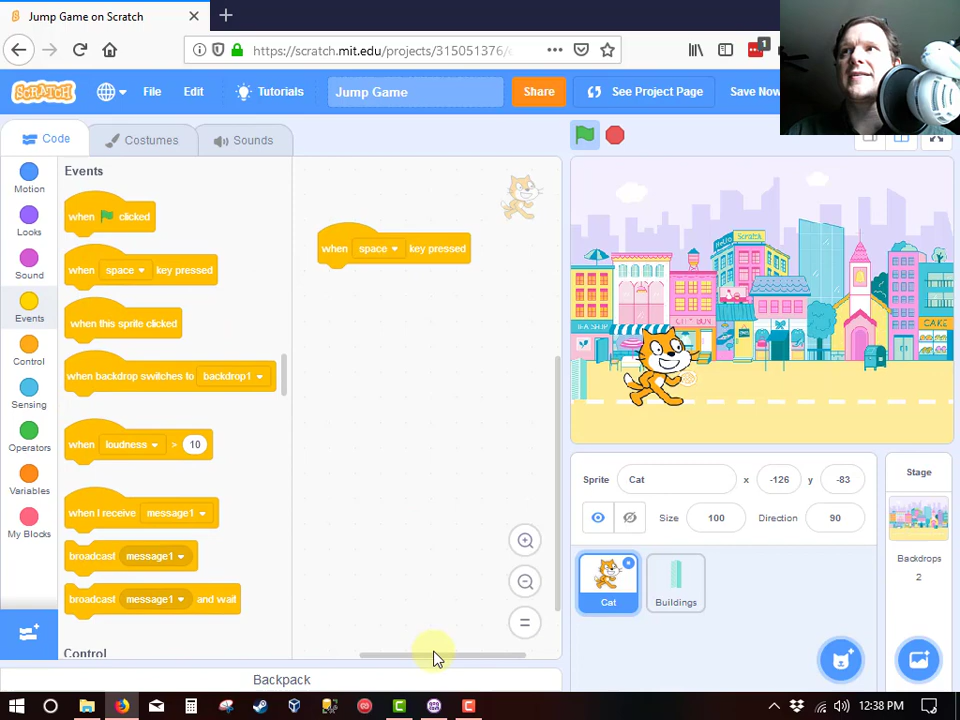 Jump Game on Scratch
https://scratch.mit.edu/projects/315051376/e
1
SCRATCH
File
Edit
Tutorials
Jump Game
Share
See Project Page
Save Now
Code
Costumes
Sounds
Motion
Looks
Sound
Events
Control
Sensing
Operators
Variables
My Blocks
Events
when clicked
when space key pressed
when this sprite clicked
when backdrop switches to backdrop1
when loudness > 10
when I receive message1
broadcast message1
broadcast message1 and wait
Control
when space key pressed
Backpack
Scratch
CAKE
Sprite
Cat
x
-126
y
-83
Size
100
Direction
90
Cat
Buildings
Stage
Backdrops
2
12:38 PM